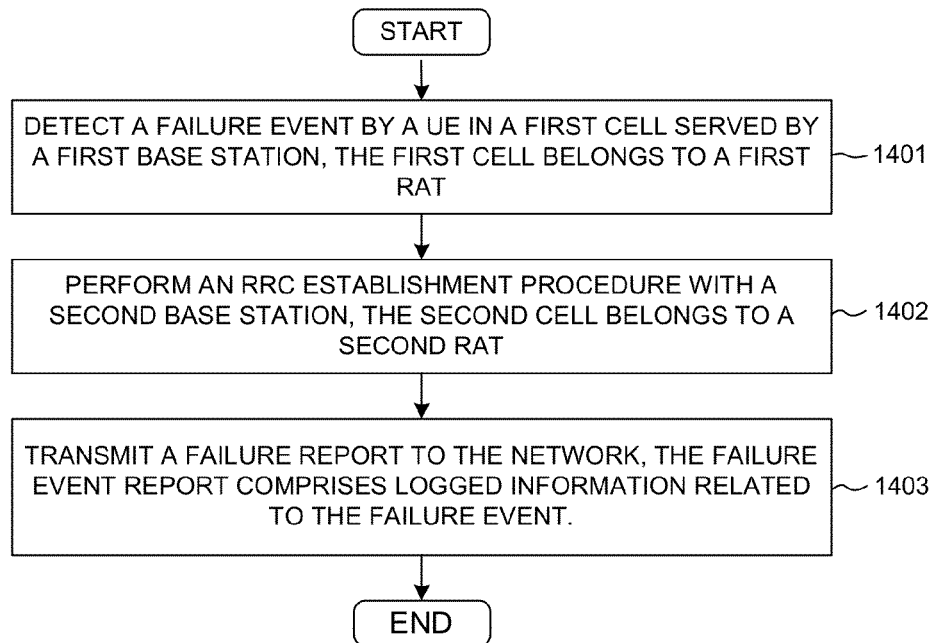 START
DETECT A FAILURE EVENT BY A UE IN A FIRST CELL SERVED BY
A FIRST BASE STATION, THE FIRST CELL BELONGS TO A FIRST
RAT
1401
PERFORM AN RRC ESTABLISHMENT PROCEDURE WITH A
SECOND BASE STATION, THE SECOND CELL BELONGS TO A
SECOND RAT
1402
TRANSMIT A FAILURE REPORT TO THE NETWORK, THE FAILURE
EVENT REPORT COMPRISES LOGGED INFORMATION RELATED
TO THE FAILURE EVENT.
1403
END